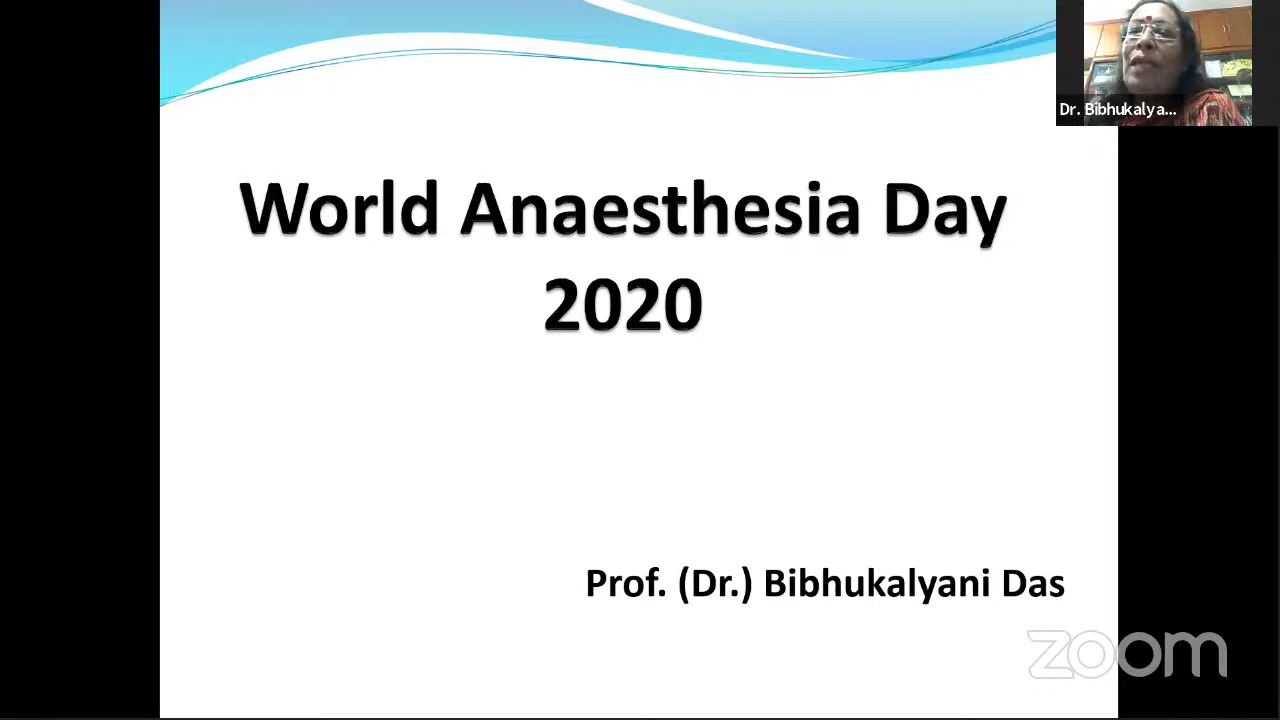 Dr. Bibhukalya...
World Anaesthesia Day
2020
Prof. (Dr.) Bibhukalyani Das
zoom